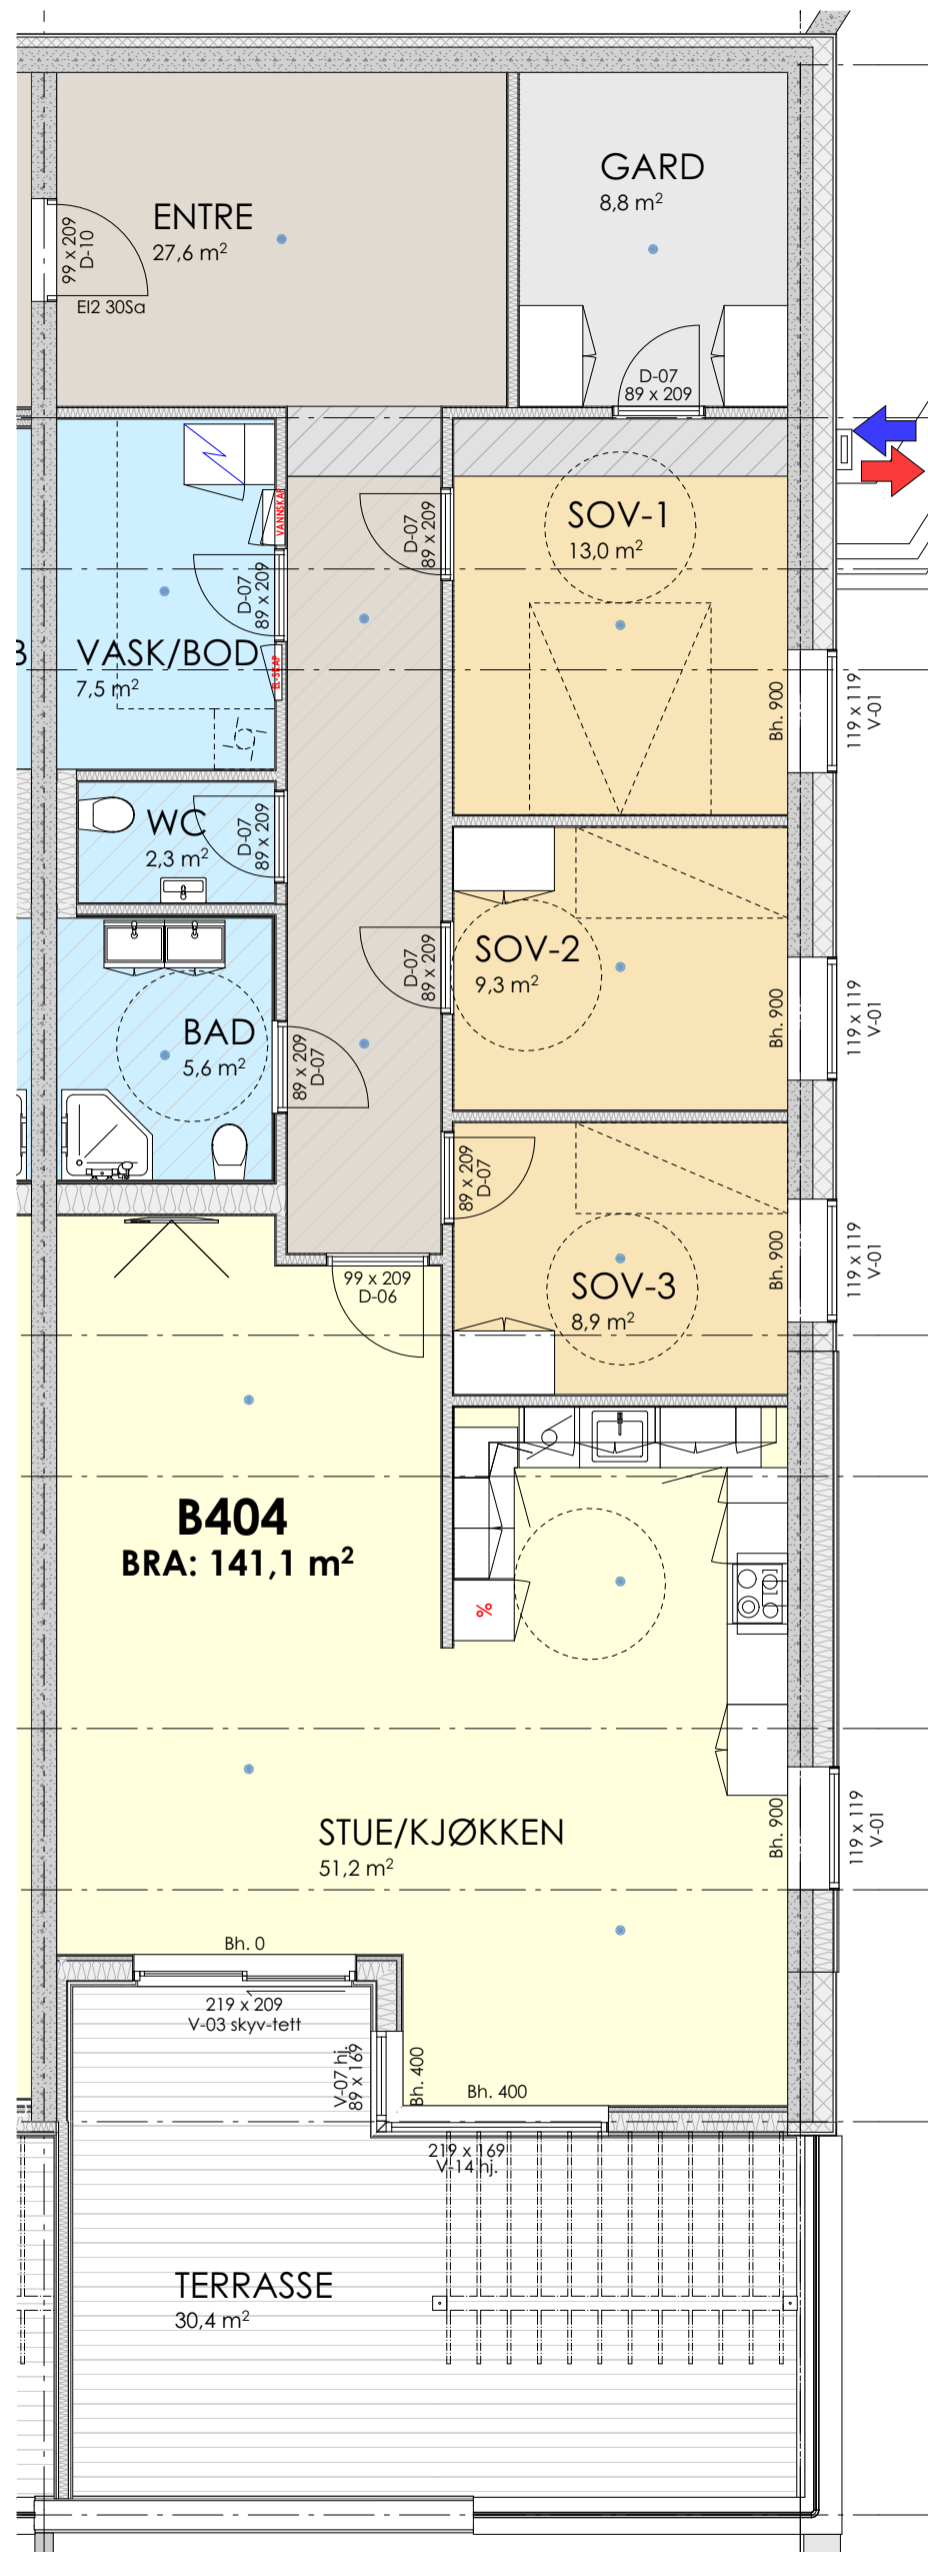 GARD
8,8 m²
ENTRE
27,6 m²
99 x 209
D-10
EI2 30Sa
D-07
89 x 209
VANNSKAP
D-07
89 x 209
SOV-1
13,0 m²
D-07
89 x 209
B
VASK/BOD
7,5 m²
EL-SKAP
Bh. 900
119 x 119
V-01
WC
2,3 m²
D-07
89 x 209
SOV-2
9,3 m²
D-07
89 x 209
Bh. 900
119 x 119
V-01
BAD
5,6 m²
89 x 209
D-07
89 x 209
D-07
SOV-3
8,9 m²
Bh. 900
119 x 119
V-01
99 x 209
D-06
B404
BRA: 141,1 m²
%
STUE/KJØKKEN
51,2 m²
Bh. 900
119 x 119
V-01
Bh. 0
219 x 209
V-03 skyv-tett
V-07 hj.
89 x 169
Bh. 400
Bh. 400
219 x 169
V-14 hj.
TERRASSE
30,4 m²